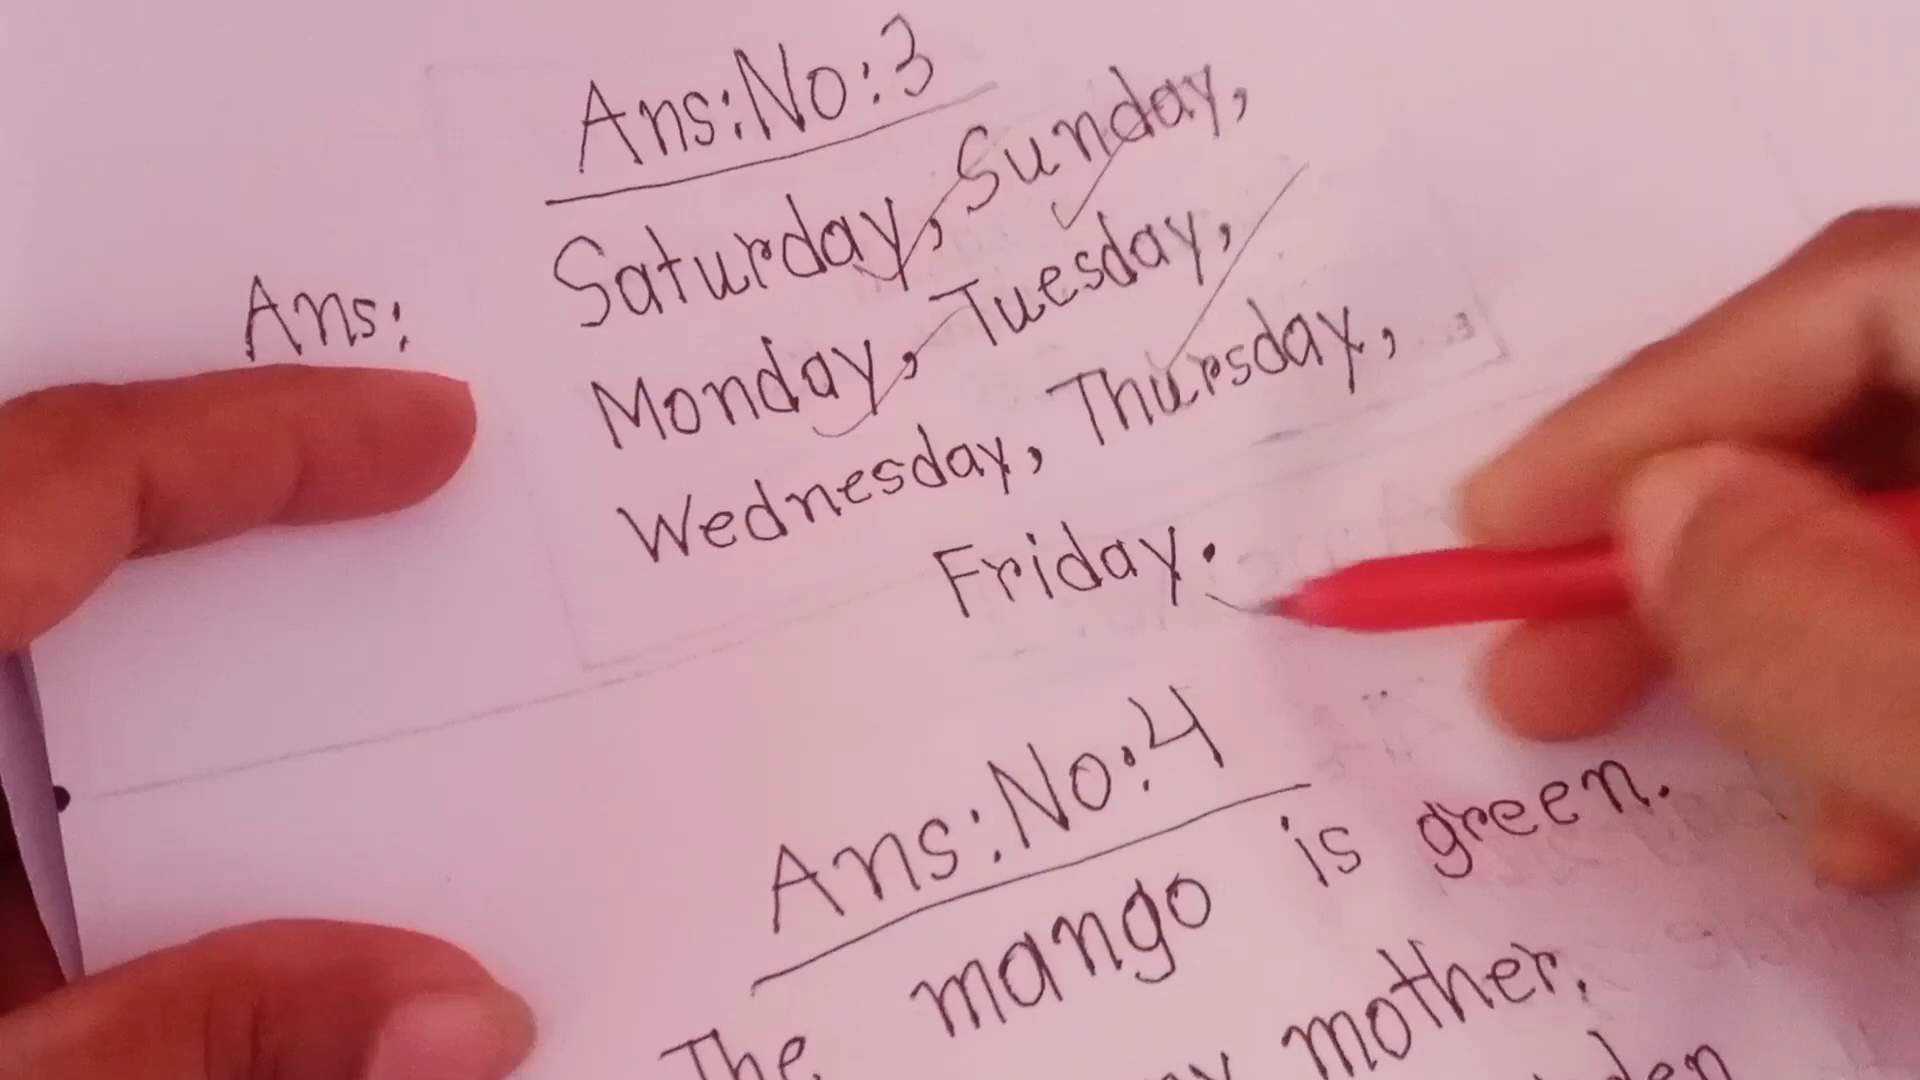 Ans:No:3
Ans: Saturday, Sunday,
Monday, Tuesday,
Wednesday, Thursday,
Friday.
Ans:No:4
The mango is green.
my mother.